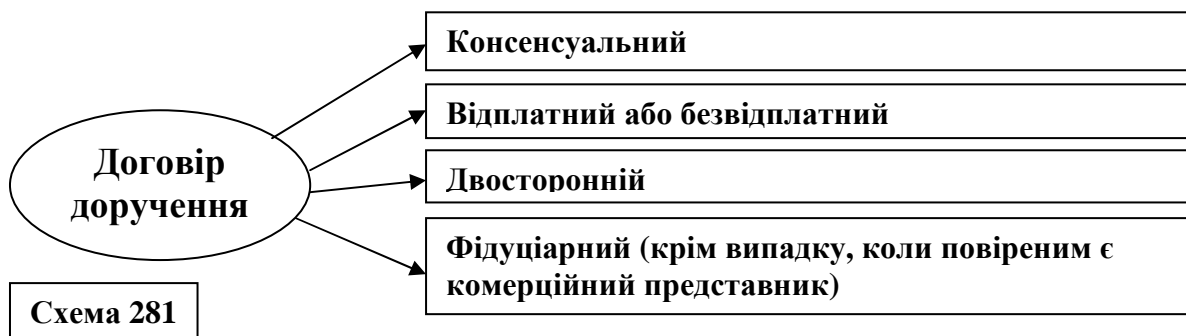 Консенсуальний
Відплатний або безвідплатний
Договір
доручення
Двосторонній
Фідуціарний (крім випадку, коли повіреним є
комерційний представник)
Схема 281